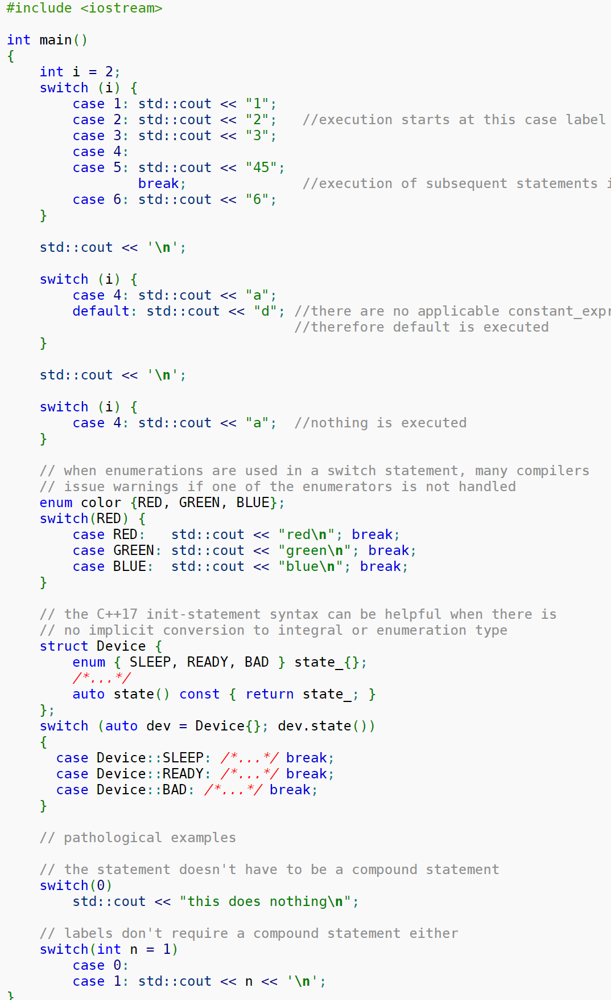 #include <iostream>

int main()
{
    int i = 2;
    switch (i) {
        case 1: std::cout << "1";
        case 2: std::cout << "2";   //execution starts at this case label
        case 3: std::cout << "3";
        case 4:
        case 5: std::cout << "45";
                break;              //execution of subsequent statements i
        case 6: std::cout << "6";
    }

    std::cout << '\n';

    switch (i) {
        case 4: std::cout << "a";
        default: std::cout << "d"; //there are no applicable constant_expr
                                   //therefore default is executed
    }

    std::cout << '\n';

    switch (i) {
        case 4: std::cout << "a";  //nothing is executed
    }

    // when enumerations are used in a switch statement, many compilers
    // issue warnings if one of the enumerators is not handled
    enum color {RED, GREEN, BLUE};
    switch(RED) {
        case RED:   std::cout << "red\n"; break;
        case GREEN: std::cout << "green\n"; break;
        case BLUE:  std::cout << "blue\n"; break;
    }

    // the C++17 init-statement syntax can be helpful when there is
    // no implicit conversion to integral or enumeration type
    struct Device {
        enum { SLEEP, READY, BAD } state_{};
        /*...*/
        auto state() const { return state_; }
    };
    switch (auto dev = Device{}; dev.state())
    {
      case Device::SLEEP: /*...*/ break;
      case Device::READY: /*...*/ break;
      case Device::BAD: /*...*/ break;
    }

    // pathological examples

    // the statement doesn't have to be a compound statement
    switch(0)
        std::cout << "this does nothing\n";

    // labels don't require a compound statement either
    switch(int n = 1)
        case 0:
        case 1: std::cout << n << '\n';
}